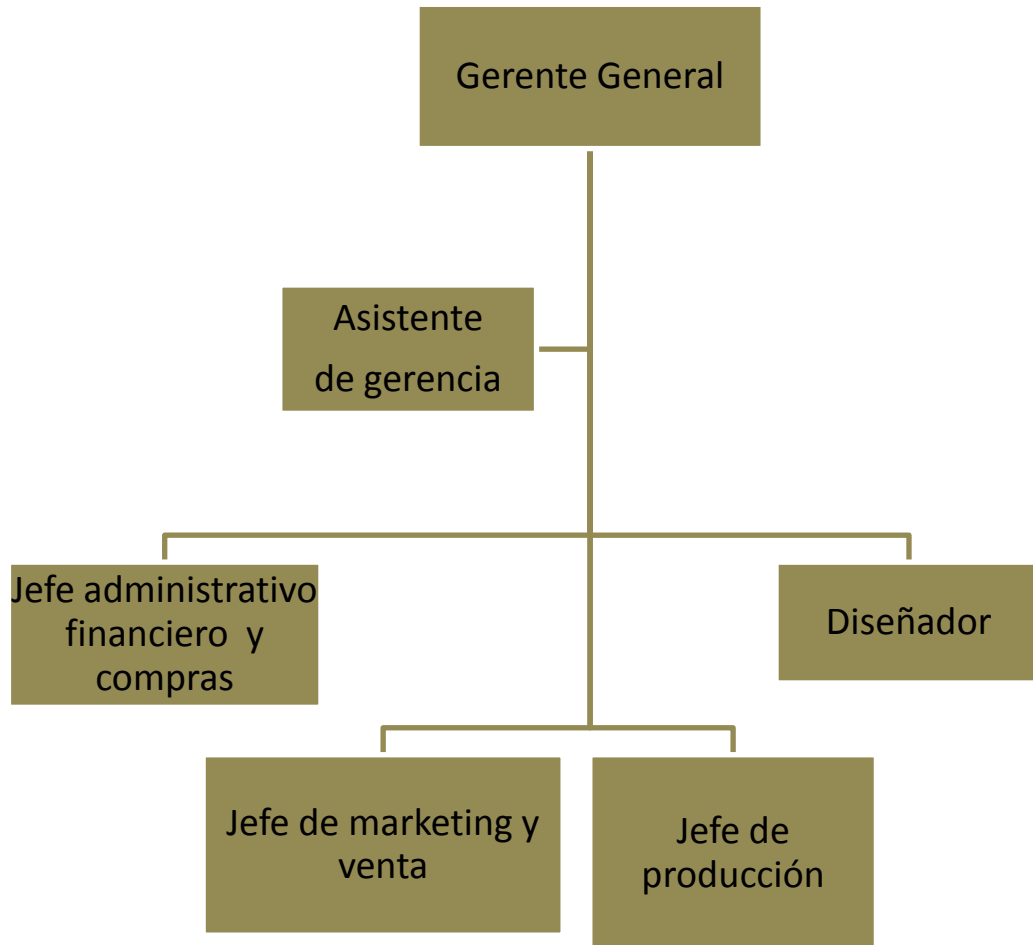 Gerente General
Asistente
de gerencia
Jefe administrativo
financiero y
compras
Diseñador
Jefe de marketing y
venta
Jefe de
producción